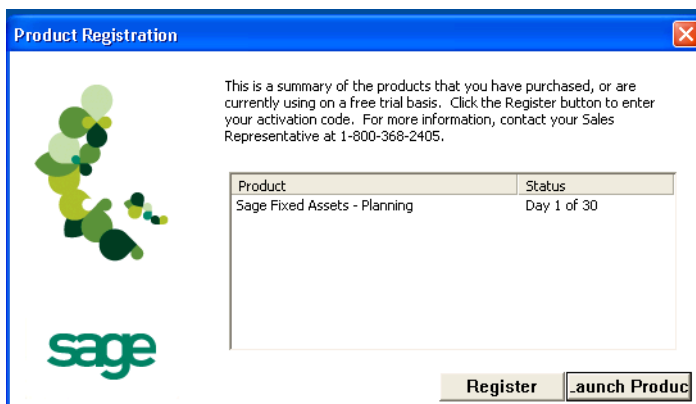 Product Registration
This is a summary of the products that you have purchased, or are
currently using on a free trial basis. Click the Register button to enter
your activation code. For more information, contact your Sales
Representative at 1-800-368-2405.
Product Status
Sage Fixed Assets - Planning Day 1 of 30
sage
Register aunch Produc